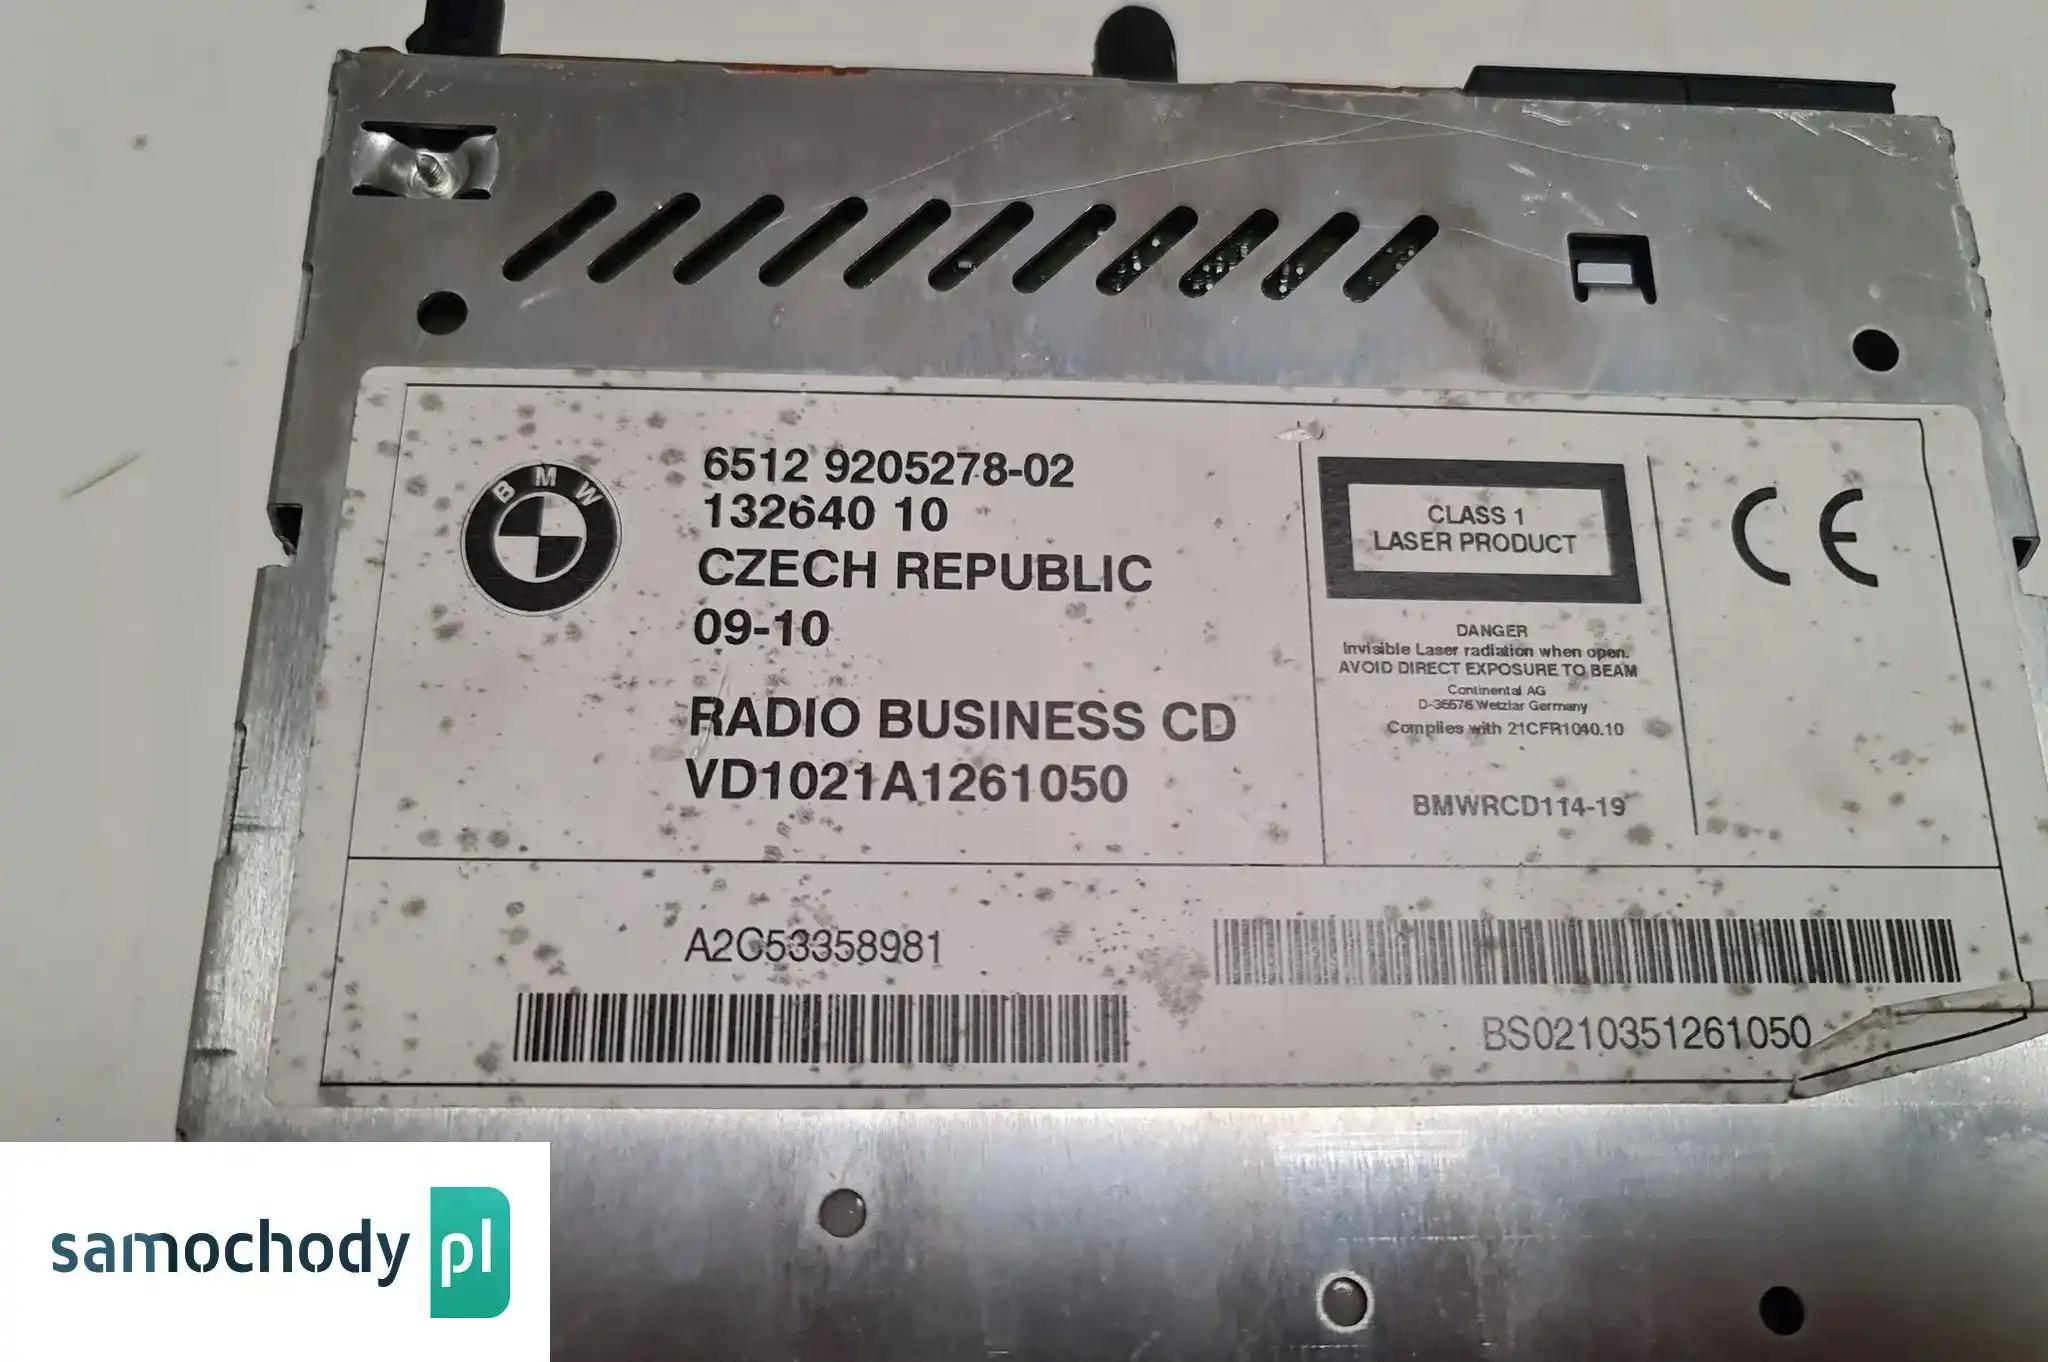 BMW
6512 9205278-02
132640 10
CZECH REPUBLIC
09-10
RADIO BUSINESS CD
VD1021A1261050
CLASS 1
LASER PRODUCT
DANGER
Invisible Laser radiation when open.
AVOID DIRECT EXPOSURE TO BEAM
Continental AG
D-35576 Wetzlar Germany
Complies with 21CFR1040.10
BMWRCD114-19
CE
A2C53358981
BS0210351261050
samochody pl